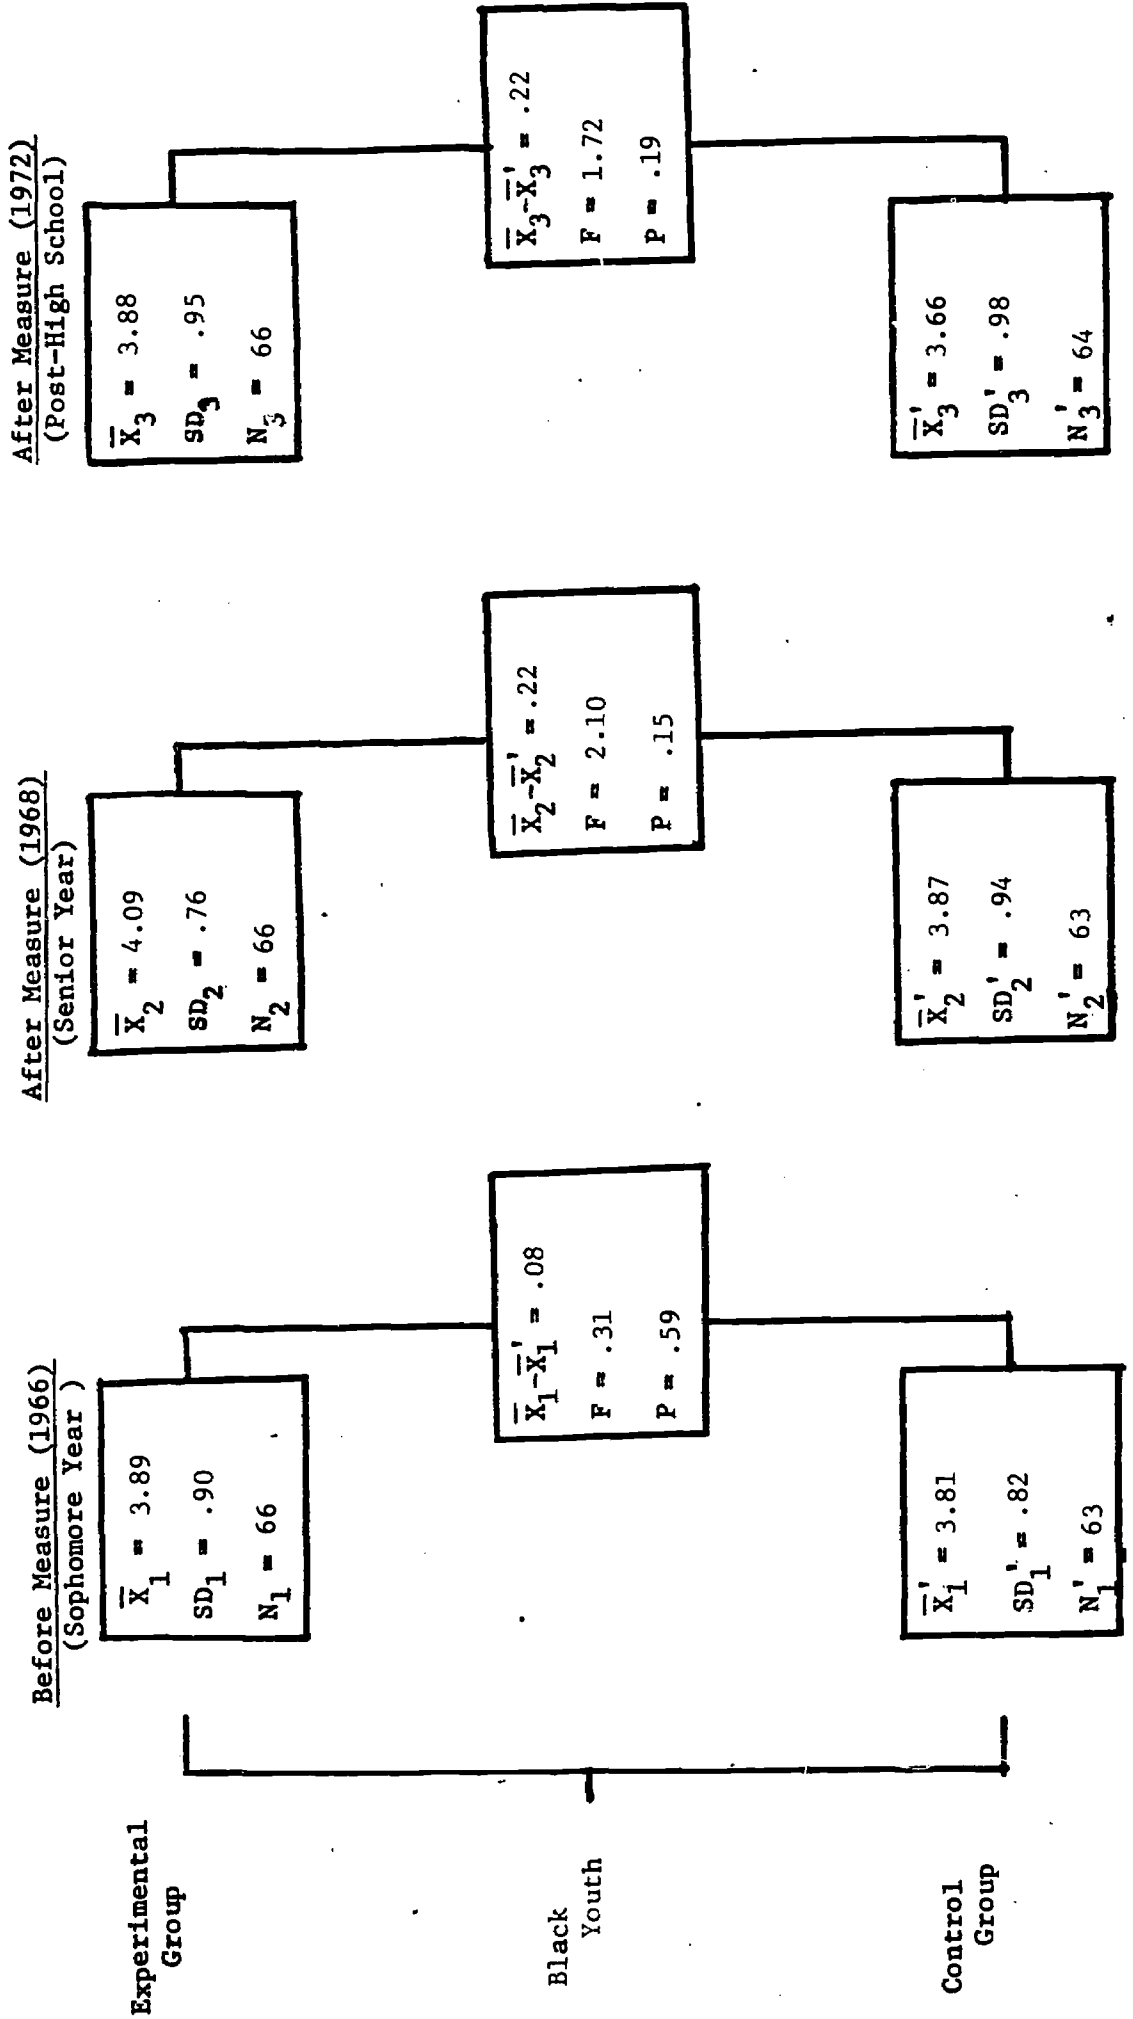 Before Measure (1966)
(Sophomore Year )
After Measure (1968)
(Senior Year)
After Measure (1972)
(Post-High School)
Experimental
Group
X̅1 = 3.89
SD1 = .90
N1 = 66
X̅2 = 4.09
SD2 = .76
N2 = 66
X̅3 = 3.88
SD3 = .95
N3 = 66
Black
Youth
X̅1-X̅1' = .08
F = .31
P = .59
X̅2-X̅2' = .22
F = 2.10
P = .15
X̅3-X̅3' = .22
F = 1.72
P = .19
Control
Group
X̅1' = 3.81
SD1' = .82
N1' = 63
X̅2' = 3.87
SD2' = .94
N2' = 63
X̅3' = 3.66
SD3' = .98
N3' = 64